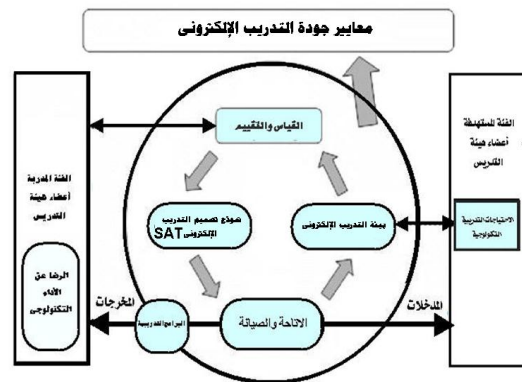 معايير جودة التدريب الإلكترونى
القياس والتقييم
الفئة المستهدفة
أعضاء هيئة
التدريس
الاحتياجات التدريبية
التكنولوجية
المدخلات
بيئة التدريب الإلكترونى
نموذج تصميم التدريب
الإلكترونى SAT
الاتاحة والصيانة
البرامج التدريبية
الفئة المدربة
أعضاء هيئة
التدريس
الرضا عن
الأداء
التكنولوجى
المخرجات